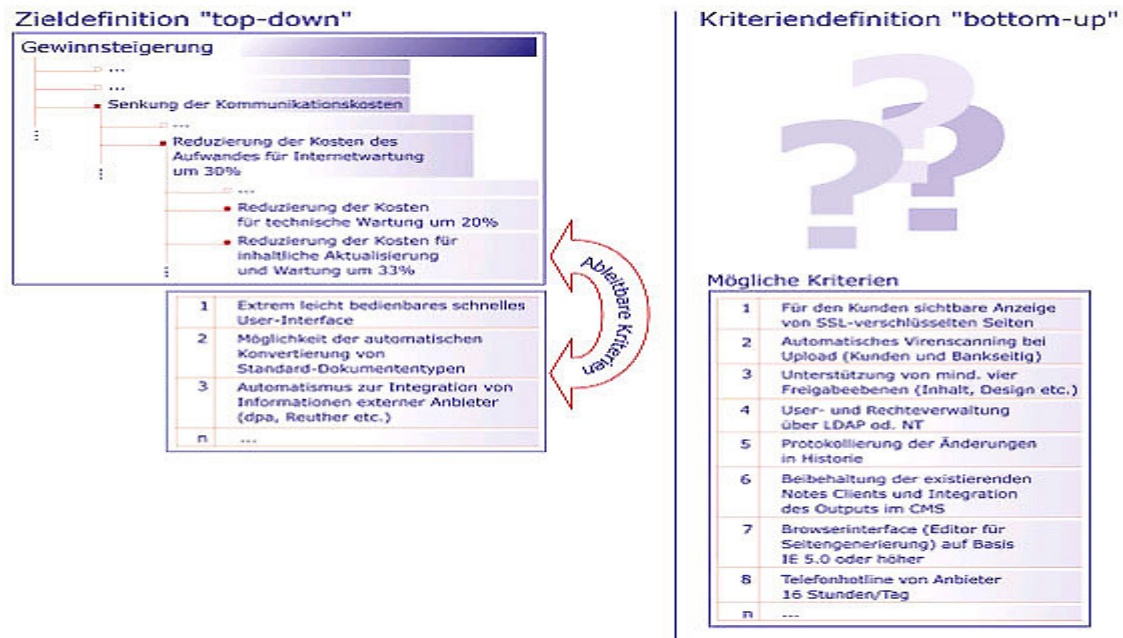 Zieldefinition "top-down"
Gewinnsteigerung
...
...
Senkung der Kommunikationskosten
...
Reduzierung der Kosten des
Aufwandes für Internetwartung
um 30%
...
Reduzierung der Kosten
für technische Wartung um 20%
Reduzierung der Kosten für
inhaltliche Aktualisierung
und Wartung um 33%
Ableitbare Kriterien
1 Extrem leicht bedienbares schnelles
User-Interface
2 Möglichkeit der automatischen
Konvertierung von
Standard-Dokumententypen
3 Automatismus zur Integration von
Informationen externer Anbieter
(dpa, Reuther etc.)
n ...
Kriteriendefinition "bottom-up"
???
Mögliche Kriterien
1 Für den Kunden sichtbare Anzeige
von SSL-verschlüsselten Seiten
2 Automatisches Virenscanning bei
Upload (Kunden und Bankseitig)
3 Unterstützung von mind. vier
Freigabeebenen (Inhalt, Design etc.)
4 User- und Rechteverwaltung
über LDAP od. NT
5 Protokollierung der Änderungen
in Historie
6 Beibehaltung der existierenden
Notes Clients und Integration
des Outputs im CMS
7 Browserinterface (Editor für
Seitengenerierung) auf Basis
IE 5.0 oder höher
8 Telefonhotline von Anbieter
16 Stunden/Tag
n ...